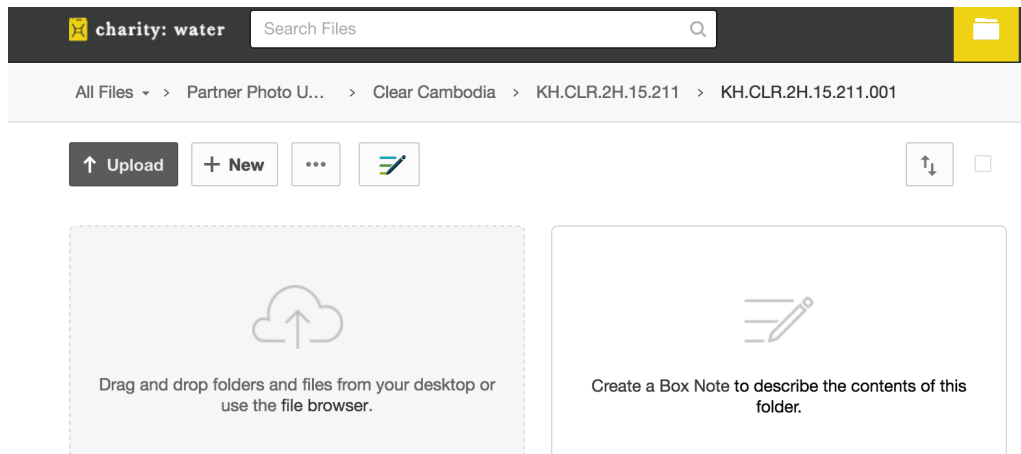 charity: water
Search Files
All Files > Partner Photo U... > Clear Cambodia > KH.CLR.2H.15.211 > KH.CLR.2H.15.211.001
Upload
+ New
...
Drag and drop folders and files from your desktop or
use the file browser.
Create a Box Note to describe the contents of this
folder.